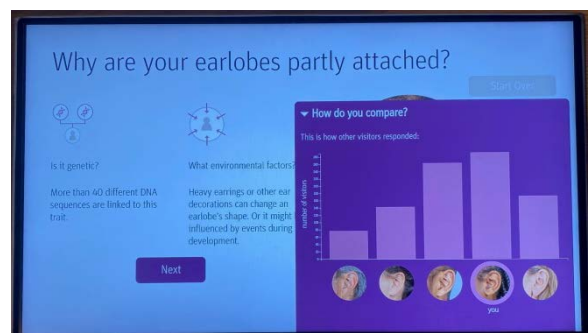 Why are your earlobes partly attached?
Start Over
Is it genetic?
More than 40 different DNA
sequences are linked to this
trait.
What environmental factors?
Heavy earrings or other ear
decorations can change an
earlobe's shape. Or it might
influenced by events during
development.
Next
How do you compare?
This is how other visitors responded:
number of visitors
you